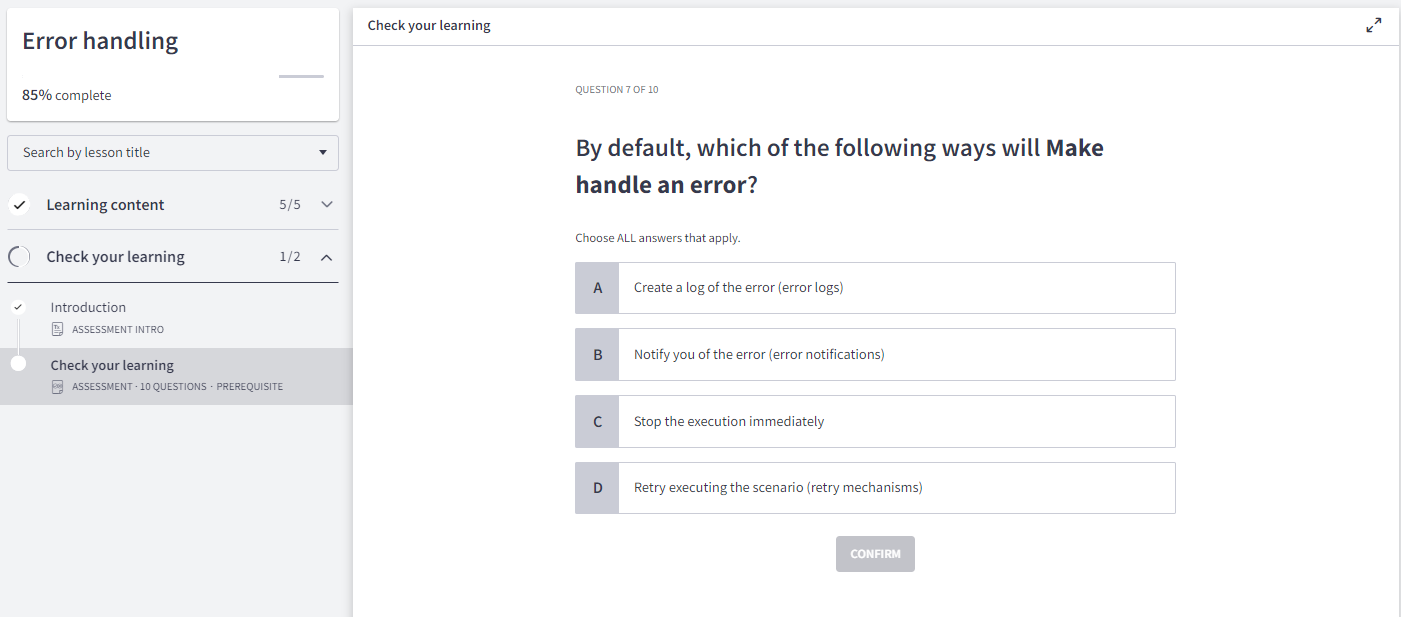 Error handling
85% complete
Search by lesson title
Learning content 5/5
Check your learning 1/2
Introduction
ASSESSMENT INTRO
Check your learning
ASSESSMENT · 10 QUESTIONS · PREREQUISITE
Check your learning
QUESTION 7 OF 10
By default, which of the following ways will Make
handle an error?
Choose ALL answers that apply.
A Create a log of the error (error logs)
B Notify you of the error (error notifications)
C Stop the execution immediately
D Retry executing the scenario (retry mechanisms)
CONFIRM